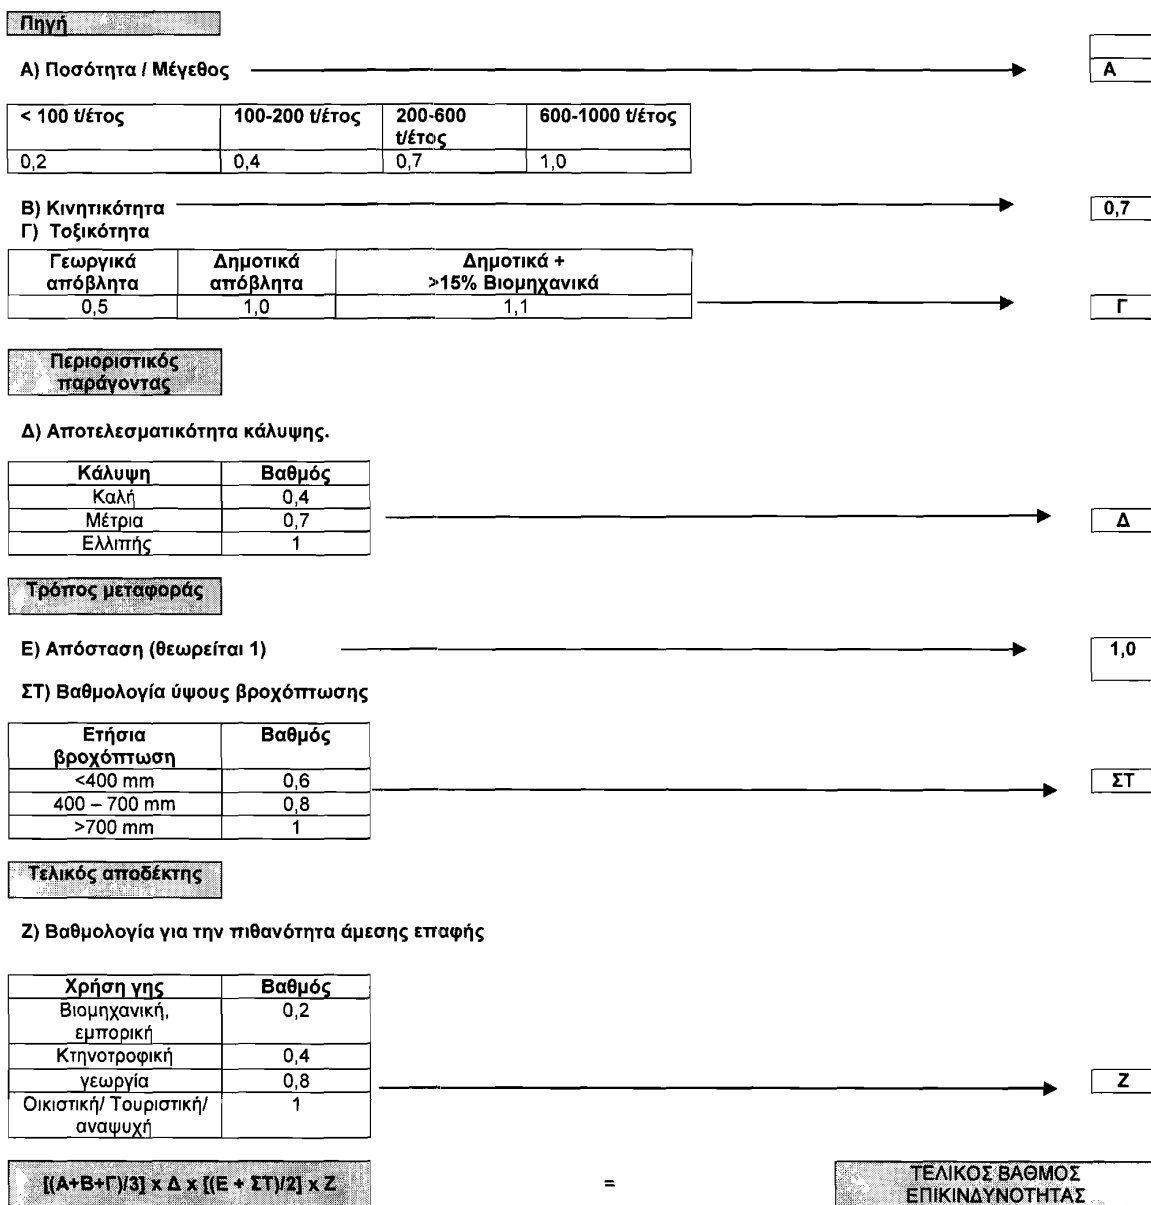 Πηγή
Α) Ποσότητα / Μέγεθος
Α
< 100 t/έτος 100-200 t/έτος 200-600 t/έτος 600-1000 t/έτος
0,2 0,4 0,7 1,0
Β) Κινητικότητα
0,7
Γ) Τοξικότητα
Γεωργικά απόβλητα Δημοτικά απόβλητα Δημοτικά + >15% Βιομηχανικά
0,5 1,0 1,1
Γ
Περιοριστικός
παράγοντας
Δ) Αποτελεσματικότητα κάλυψης.
Κάλυψη Βαθμός
Καλή 0,4
Μέτρια 0,7
Ελλιπής 1
Δ
Τρόπος μεταφοράς
Ε) Απόσταση (θεωρείται 1)
1,0
ΣΤ) Βαθμολογία ύψους βροχόπτωσης
Ετήσια βροχόπτωση Βαθμός
<400 mm 0,6
400 – 700 mm 0,8
>700 mm 1
ΣΤ
Τελικός αποδέκτης
Ζ) Βαθμολογία για την πιθανότητα άμεσης επαφής
Χρήση γης Βαθμός
Βιομηχανική, εμπορική 0,2
Κτηνοτροφική 0,4
γεωργία 0,8
Οικιστική/ Τουριστική/ αναψυχή 1
Ζ
[(Α+Β+Γ)/3] x Δ x [(Ε + ΣΤ)/2] x Ζ
=
ΤΕΛΙΚΟΣ ΒΑΘΜΟΣ
ΕΠΙΚΙΝΔΥΝΟΤΗΤΑΣ